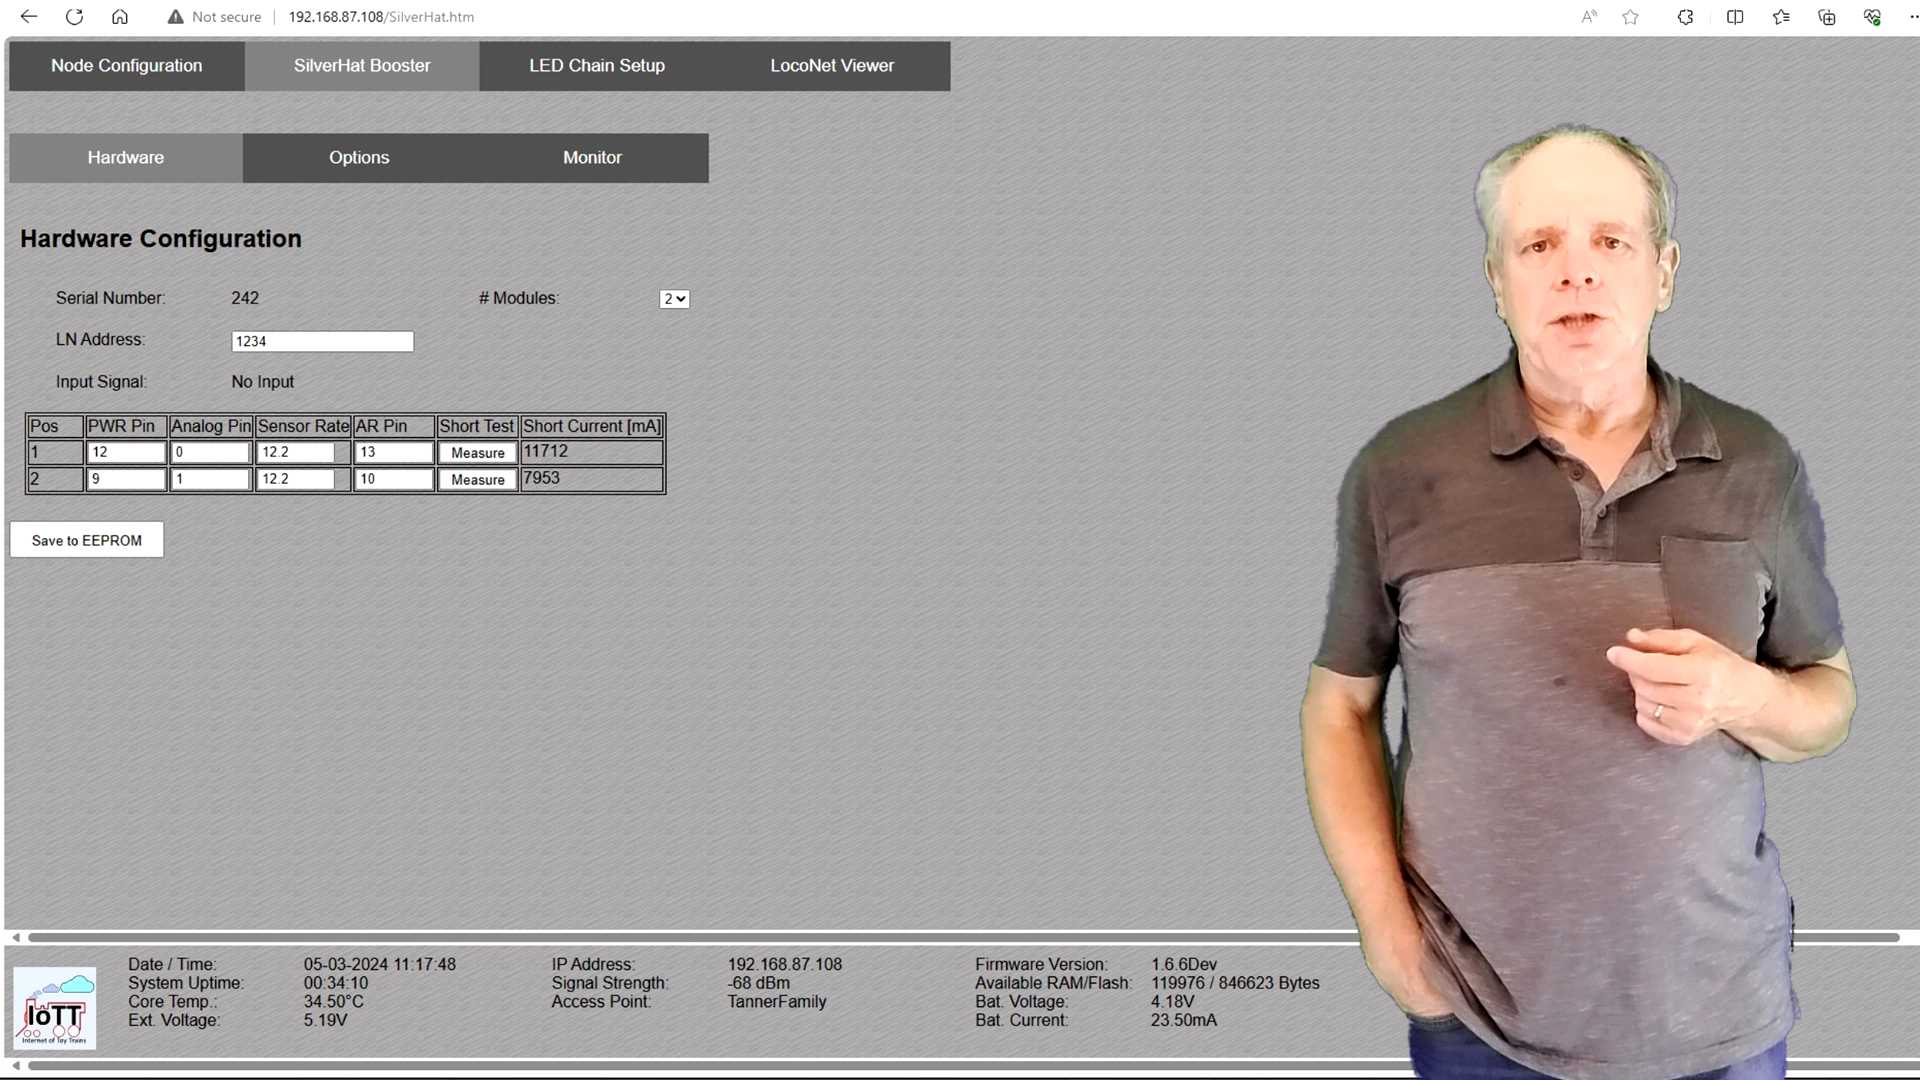 Not secure
192.168.87.108/SilverHat.htm
Node Configuration
SilverHat Booster
LED Chain Setup
LocoNet Viewer
Hardware
Options
Monitor
Hardware Configuration
Serial Number: 242 # Modules: 2
LN Address: 1234
Input Signal: No Input
Pos PWR Pin Analog Pin Sensor Rate AR Pin Short Test Short Current [mA]
1 12 0 12.2 13 Measure 11712
2 9 1 12.2 10 Measure 7953
Save to EEPROM
Date / Time: 05-03-2024 11:17:48 IP Address: 192.168.87.108 Firmware Version: 1.6.6Dev
System Uptime: 00:34:10 Signal Strength: -68 dBm Available RAM/Flash: 119976 / 846623 Bytes
Core Temp.: 34.50°C Access Point: TannerFamily Bat. Voltage: 4.18V
Ext. Voltage: 5.19V Bat. Current: 23.50mA
IoTT
Internet of Toy Trains